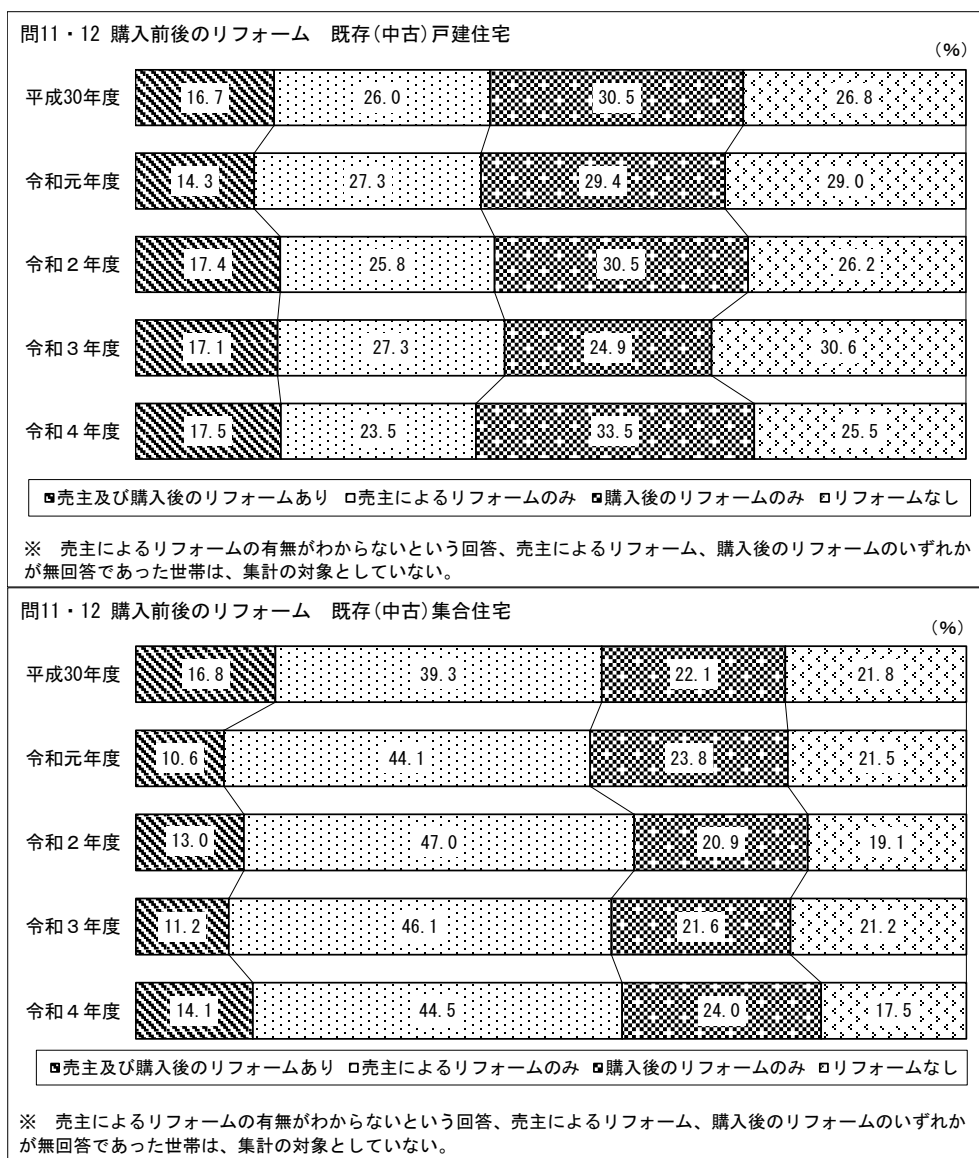 問11・12 購入前後のリフォーム 既存(中古)戸建住宅
(%)
平成30年度 16.7 26.0 30.5 26.8
令和元年度 14.3 27.3 29.4 29.0
令和２年度 17.4 25.8 30.5 26.2
令和３年度 17.1 27.3 24.9 30.6
令和４年度 17.5 23.5 33.5 25.5
売主及び購入後のリフォームあり 売主によるリフォームのみ 購入後のリフォームのみ リフォームなし
※ 売主によるリフォームの有無がわからないという回答、売主によるリフォーム、購入後のリフォームのいずれか
が無回答であった世帯は、集計の対象としていない。
問11・12 購入前後のリフォーム 既存(中古)集合住宅
(%)
平成30年度 16.8 39.3 22.1 21.8
令和元年度 10.6 44.1 23.8 21.5
令和２年度 13.0 47.0 20.9 19.1
令和３年度 11.2 46.1 21.6 21.2
令和４年度 14.1 44.5 24.0 17.5
売主及び購入後のリフォームあり 売主によるリフォームのみ 購入後のリフォームのみ リフォームなし
※ 売主によるリフォームの有無がわからないという回答、売主によるリフォーム、購入後のリフォームのいずれか
が無回答であった世帯は、集計の対象としていない。